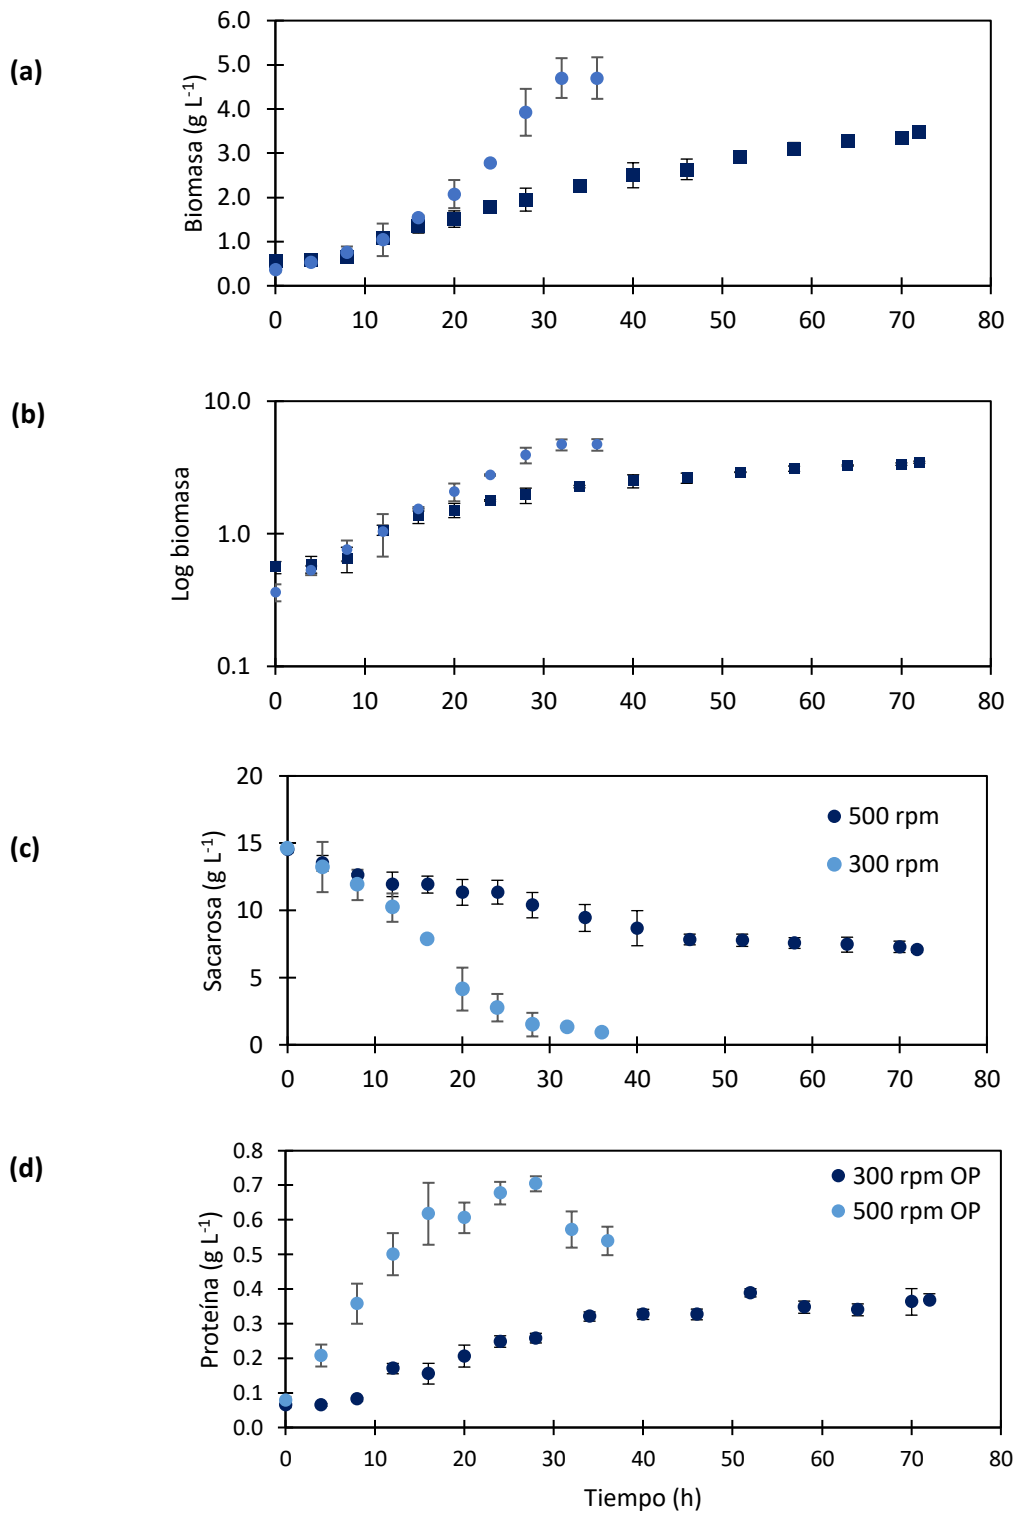 (a)
Biomasa (g L-1)
6.0
5.0
4.0
3.0
2.0
1.0
0.0
0 10 20 30 40 50 60 70 80
(b)
Log biomasa
10.0
1.0
0.1
0 10 20 30 40 50 60 70 80
(c)
Sacarosa (g L-1)
20
15
10
5
0
500 rpm
300 rpm
0 10 20 30 40 50 60 70 80
(d)
Proteína (g L-1)
0.8
0.7
0.6
0.5
0.4
0.3
0.2
0.1
0.0
300 rpm OP
500 rpm OP
0 10 20 30 40 50 60 70 80
Tiempo (h)